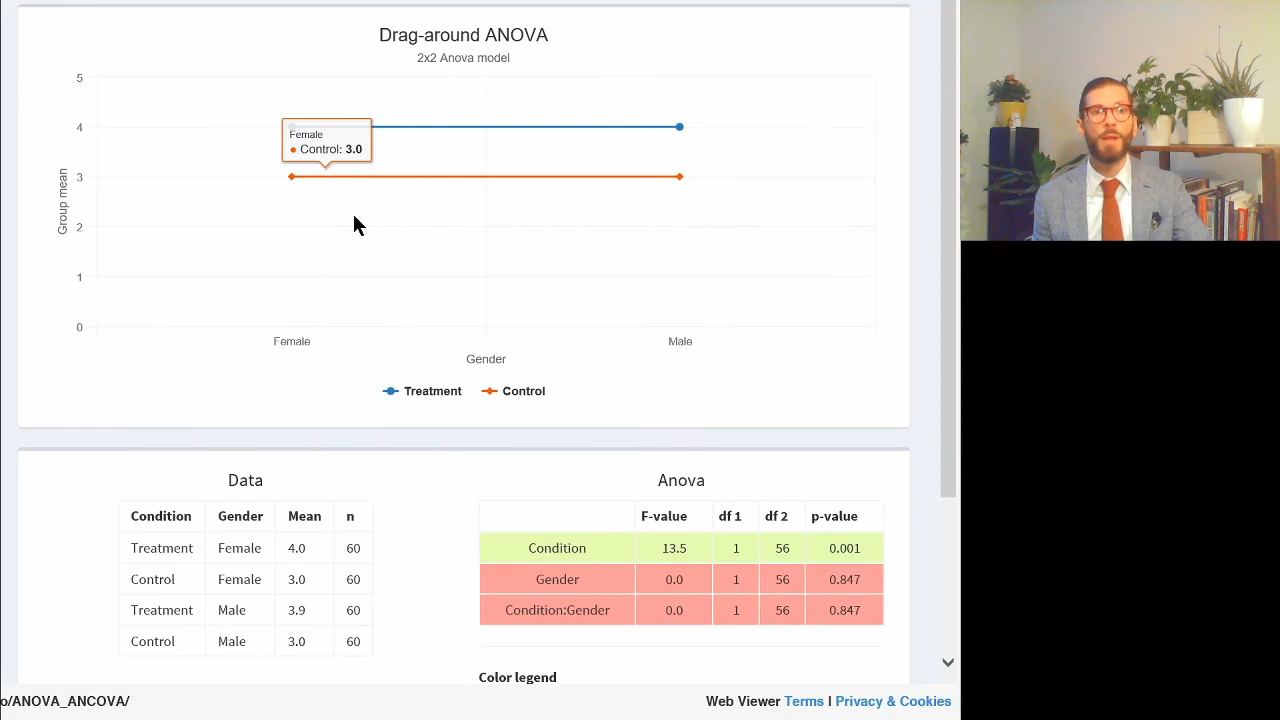 Drag-around ANOVA
2x2 Anova model
Group mean
5
4
3
2
1
0
Female
Control: 3.0
Female Male
Gender
Treatment Control
Data
Condition Gender Mean n
Treatment Female 4.0 60
Control Female 3.0 60
Treatment Male 3.9 60
Control Male 3.0 60
Anova
F-value df 1 df 2 p-value
Condition 13.5 1 56 0.001
Gender 0.0 1 56 0.847
Condition:Gender 0.0 1 56 0.847
Color legend
o/ANOVA_ANCOVA/
Web Viewer Terms | Privacy & Cookies